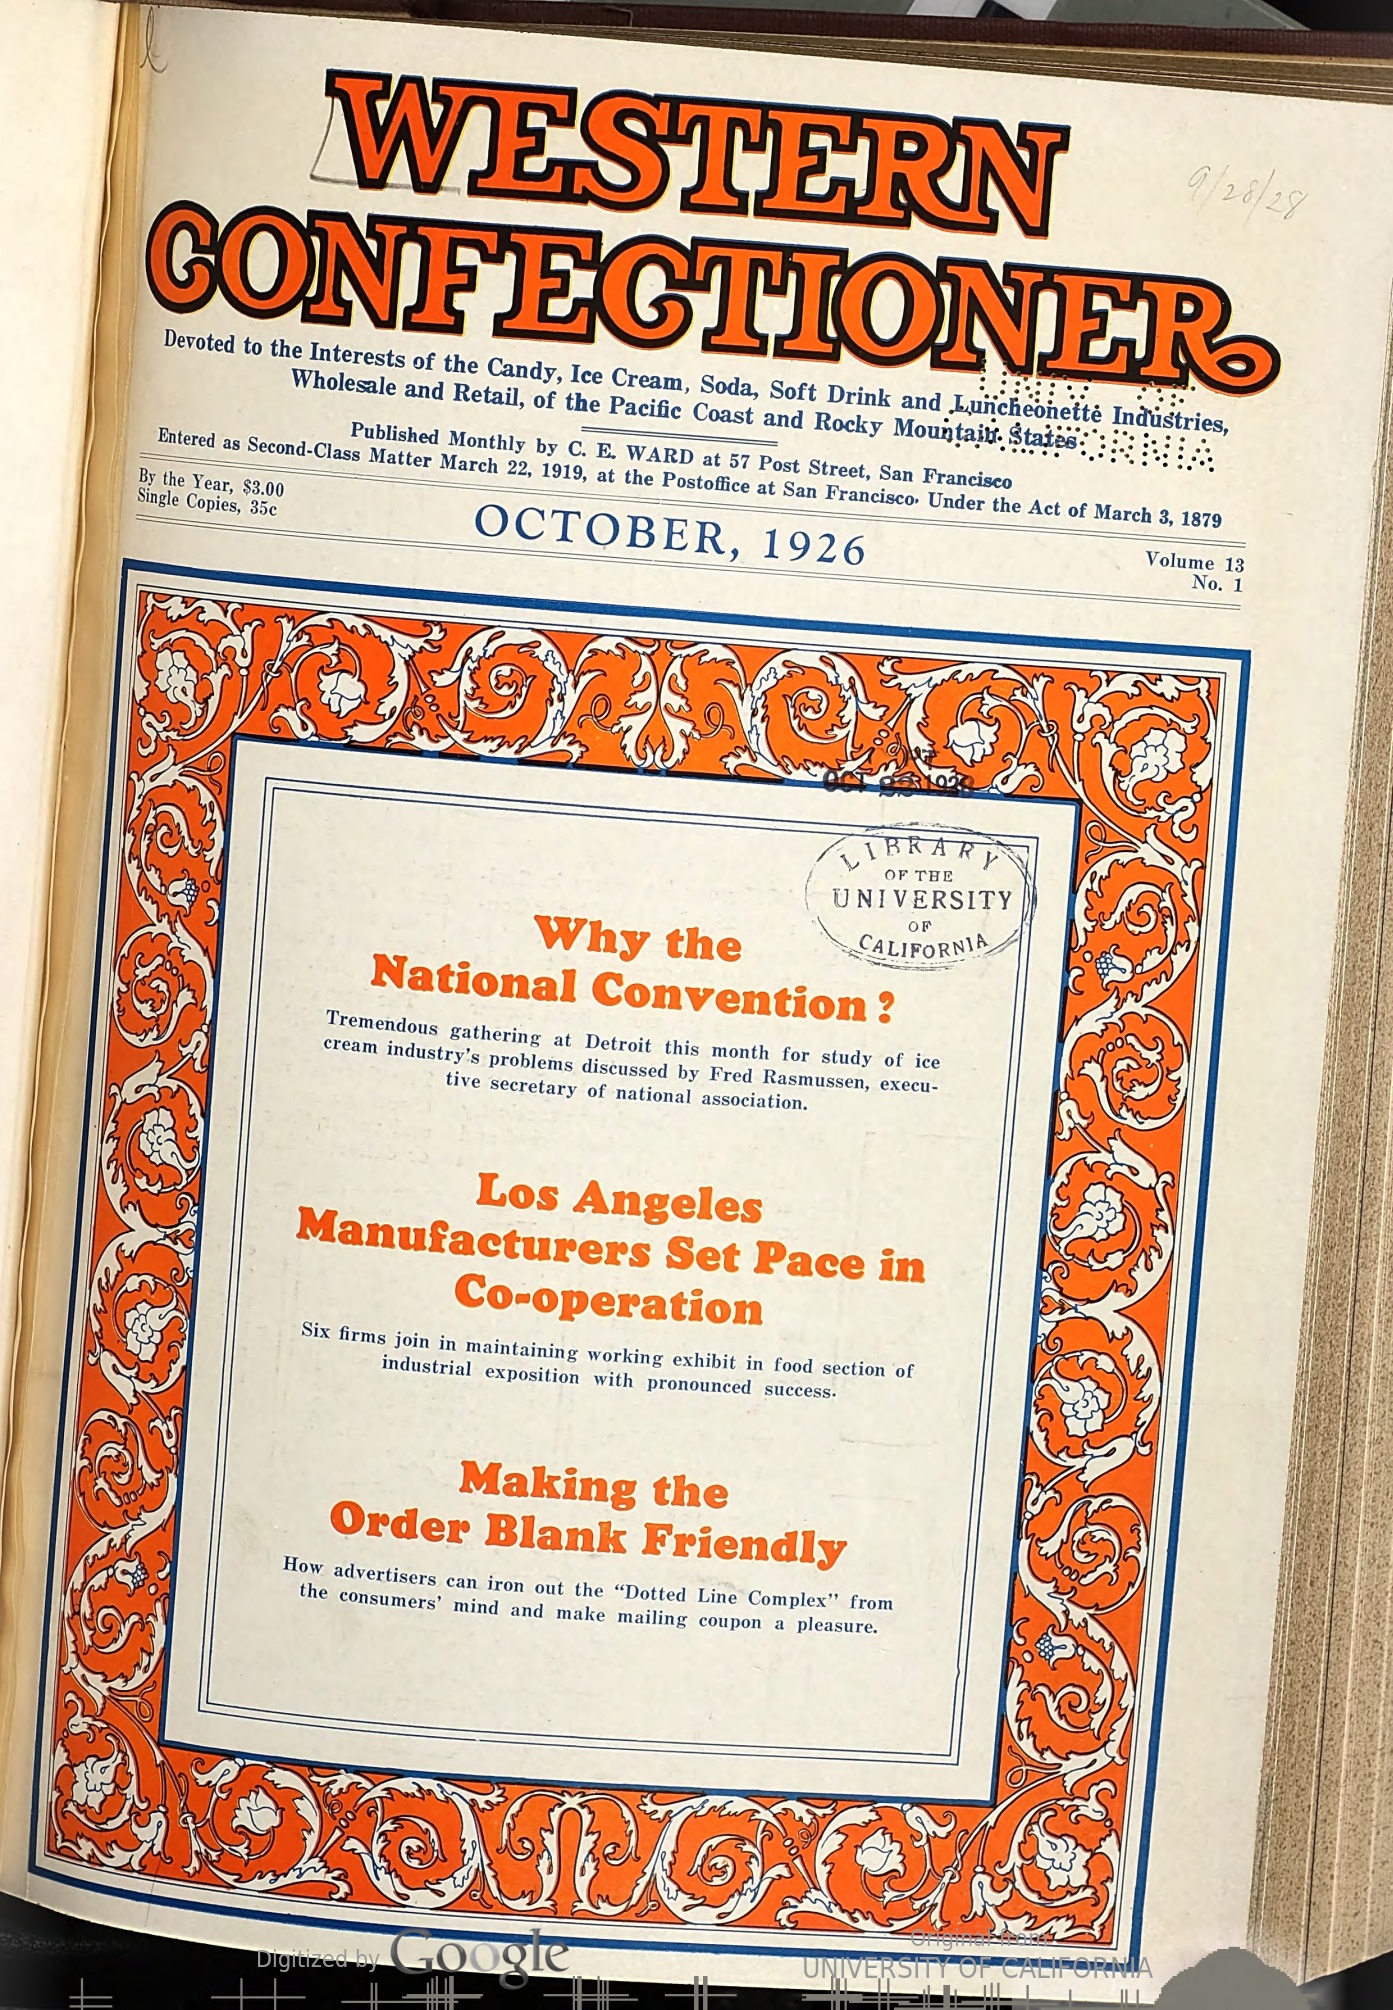 WESTERN
CONFECTIONER
9/28/28
Devoted to the Interests of the Candy, Ice Cream, Soda, Soft Drink and Luncheonette Industries,
Wholesale and Retail, of the Pacific Coast and Rocky Mountain States.
UNIV. OF
CALIFORNIA
Published Monthly by C. E. WARD at 57 Post Street, San Francisco
Entered as Second-Class Matter March 22, 1919, at the Postoffice at San Francisco. Under the Act of March 3, 1879
By the Year, $3.00
Single Copies, 35c
OCTOBER, 1926
Volume 13
No. 1
OCT
LIBRARY
OF THE
UNIVERSITY
OF
CALIFORNIA
Why the
National Convention?
Tremendous gathering at Detroit this month for study of ice
cream industry's problems discussed by Fred Rasmussen, execu-
tive secretary of national association.
Los Angeles
Manufacturers Set Pace in
Co-operation
Six firms join in maintaining working exhibit in food section of
industrial exposition with pronounced success.
Making the
Order Blank Friendly
How advertisers can iron out the "Dotted Line Complex" from
the consumers' mind and make mailing coupon a pleasure.
Digitized by Google
Original from
UNIVERSITY OF CALIFORNIA